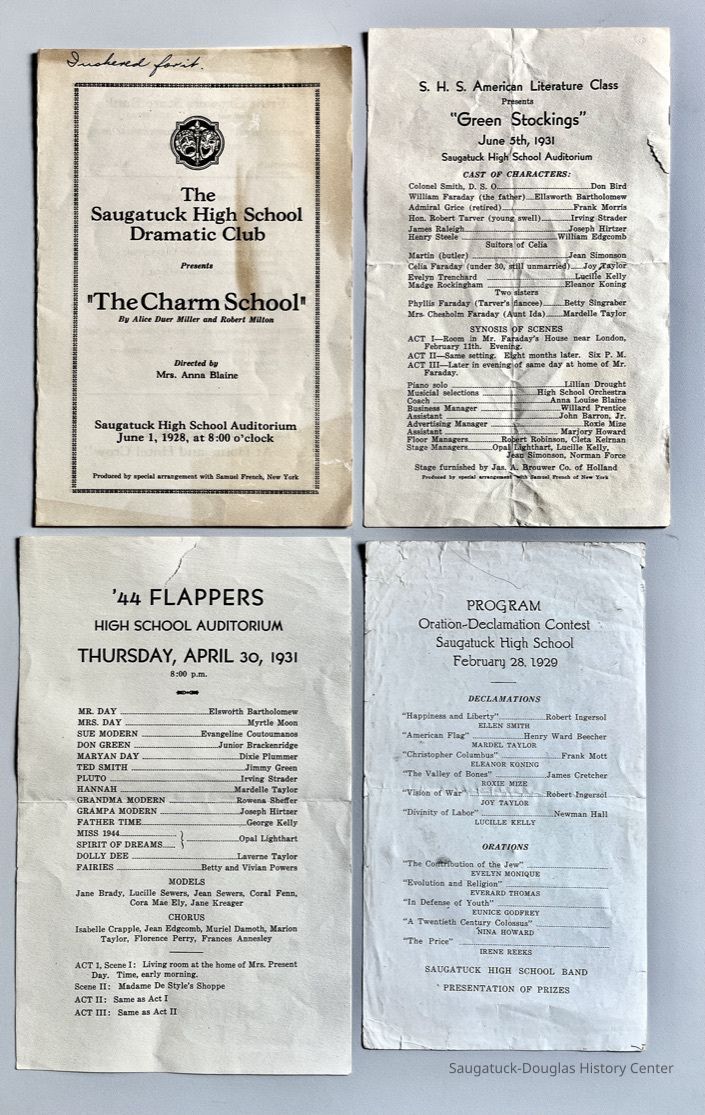 Inshered for it.
The
Saugatuck High School
Dramatic Club
Presents
"The Charm School"
By Alice Duer Miller and Robert Milton
Directed by
Mrs. Anna Blaine
Saugatuck High School Auditorium
June 1, 1928, at 8:00 o'clock
Produced by special arrangement with Samuel French, New York
S. H. S. American Literature Class
Presents
"Green Stockings"
June 5th, 1931
Saugatuck High School Auditorium
CAST OF CHARACTERS:
Colonel Smith, D. S. O. Don Bird
William Faraday (the father) Ellsworth Bartholomew
Admiral Grice (retired) Frank Morris
Hon. Robert Tarver (young swell) Irving Strader
James Raleigh Joseph Hirtzer
Henry Steele William Edgcomb
Suitors of Celia
Martin (butler) Jean Simonson
Celia Faraday (under 30, still unmarried) Joy Taylor
Evelyn Trenchard Lucille Kelly
Madge Rockingham Eleanor Koning
Two sisters
Phyllis Faraday (Tarver's fiancee) Betty Singraber
Mrs. Chesholm Faraday (Aunt Ida) Mardelle Taylor
SYNOSIS OF SCENES
ACT I—Room in Mr. Faraday's House near London,
February 11th. Evening.
ACT II—Same setting. Eight months later. Six P. M.
ACT III—Later in evening of same day at home of Mr.
Faraday.
Piano solo Lillian Drought
Musicial selections High School Orchestra
Coach Anna Louise Blaine
Business Manager Willard Prentice
Assistant John Barron, Jr.
Advertising Manager Roxie Mize
Assistant Marjory Howard
Floor Managers Robert Robinson, Cleta Keirnan
Stage Managers Opal Lighthart, Lucille Kelly,
Jean Simonson, Norman Force
Stage furnished by Jas. A. Brouwer Co. of Holland
Produced by special arrangement with Samuel French of New York
'44 FLAPPERS
HIGH SCHOOL AUDITORIUM
THURSDAY, APRIL 30, 1931
8:00 p.m.
MR. DAY Elsworth Bartholomew
MRS. DAY Myrtle Moon
SUE MODERN Evangeline Coutoumanos
DON GREEN Junior Brackenridge
MARYAN DAY Dixie Plummer
TED SMITH Jimmy Green
PLUTO Irving Strader
HANNAH Mardelle Taylor
GRANDMA MODERN Rowena Sheffer
GRAMPA MODERN Joseph Hirtzer
FATHER TIME George Kelly
MISS 1944
SPIRIT OF DREAMS } Opal Lighthart
DOLLY DEE Laverne Taylor
FAIRIES Betty and Vivian Powers
MODELS
Jane Brady, Lucille Sewers, Jean Sewers, Coral Fenn,
Cora Mae Ely, Jane Kreager
CHORUS
Isabelle Crapple, Jean Edgcomb, Muriel Damoth, Marion
Taylor, Florence Perry, Frances Annesley
ACT 1, Scene I: Living room at the home of Mrs. Present
Day. Time, early morning.
Scene II: Madame De Style's Shoppe
ACT II: Same as Act I
ACT III: Same as Act II
PROGRAM
Oration-Declamation Contest
Saugatuck High School
February 28, 1929
DECLAMATIONS
"Happiness and Liberty" Robert Ingersol
ELLEN SMITH
"American Flag" Henry Ward Beecher
MARDEL TAYLOR
"Christopher Columbus" Frank Mott
ELEANOR KONING
"The Valley of Bones" James Cretcher
ROXIE MIZE
"Vision of War" Robert Ingersol
JOY TAYLOR
"Divinity of Labor" Newman Hall
LUCILLE KELLY
ORATIONS
"The Contribution of the Jew"
EVELYN MONIQUE
"Evolution and Religion"
EVERARD THOMAS
"In Defense of Youth"
EUNICE GODFREY
"A Twentieth Century Colossus"
NINA HOWARD
"The Price"
IRENE REEKS
SAUGATUCK HIGH SCHOOL BAND
PRESENTATION OF PRIZES
Saugatuck-Douglas History Center